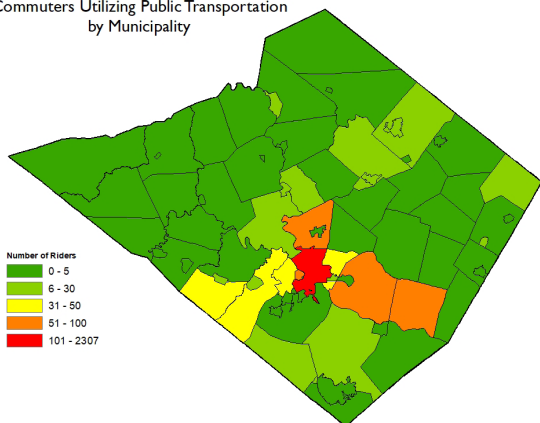 Commuters Utilizing Public Transportation
by Municipality
Number of Riders
0 - 5
6 - 30
31 - 50
51 - 100
101 - 2307